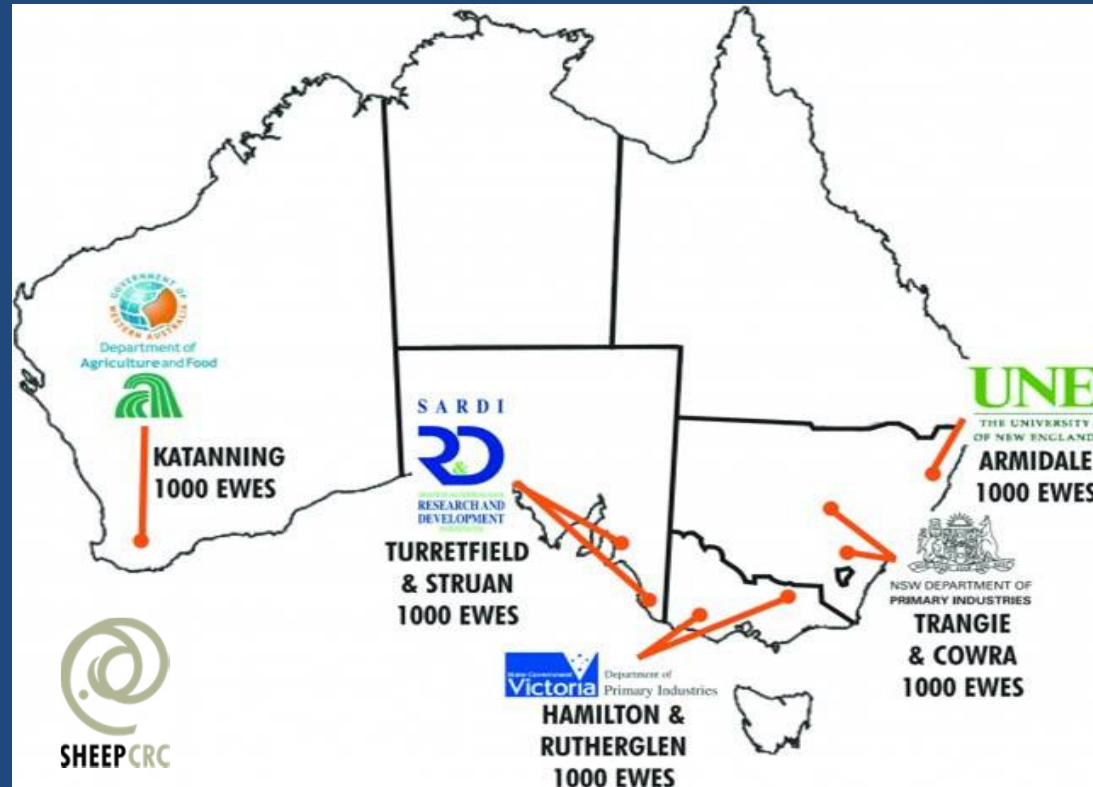 GOVERNMENT OF
WESTERN AUSTRALIA
Department of
Agriculture and Food
KATANNING
1000 EWES
SARDI
R&D
RESEARCH AND
DEVELOPMENT
TURRETFIELD
& STRUAN
1000 EWES
UNE
THE UNIVERSITY
OF NEW ENGLAND
ARMIDALE
1000 EWES
NSW DEPARTMENT OF
PRIMARY INDUSTRIES
TRANGIE
& COWRA
1000 EWES
State Government
Victoria
Department of
Primary Industries
HAMILTON &
RUTHERGLEN
1000 EWES
SHEEPCRC